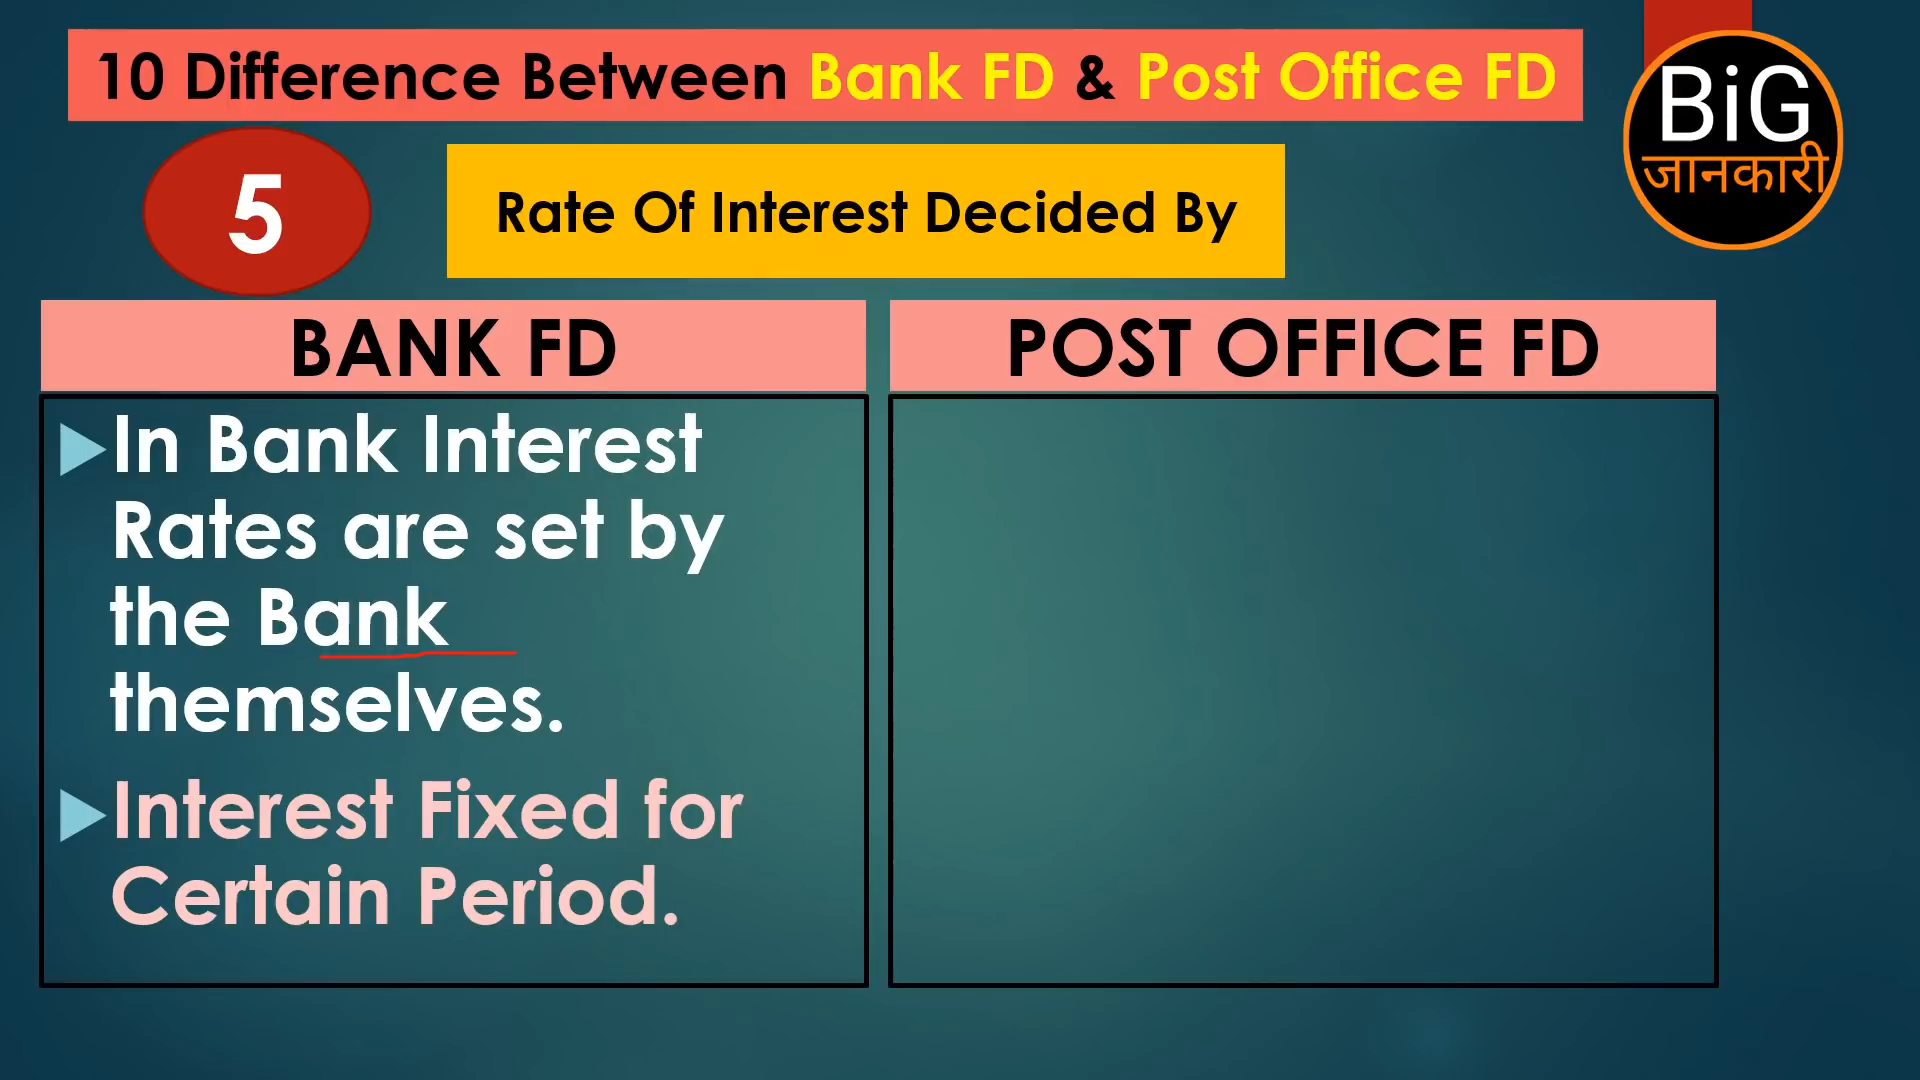 10 Difference Between Bank FD & Post Office FD
BiG
जानकारी
5
Rate Of Interest Decided By
BANK FD
POST OFFICE FD
In Bank Interest
Rates are set by
the Bank
themselves.
Interest Fixed for
Certain Period.